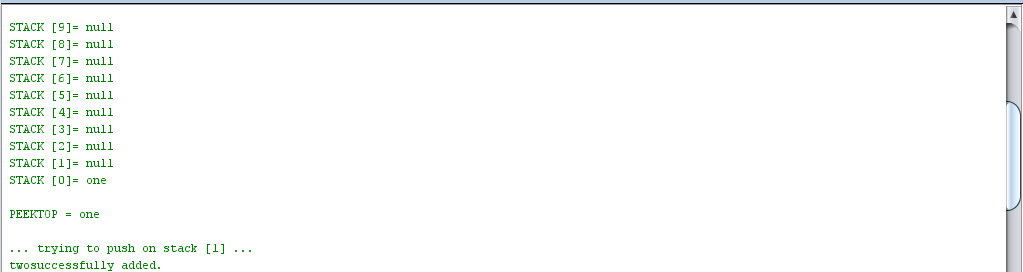 STACK [9]= null
STACK [8]= null
STACK [7]= null
STACK [6]= null
STACK [5]= null
STACK [4]= null
STACK [3]= null
STACK [2]= null
STACK [1]= null
STACK [0]= one
PEEKTOP = one
... trying to push on stack [1] ...
twosuccessfully added.